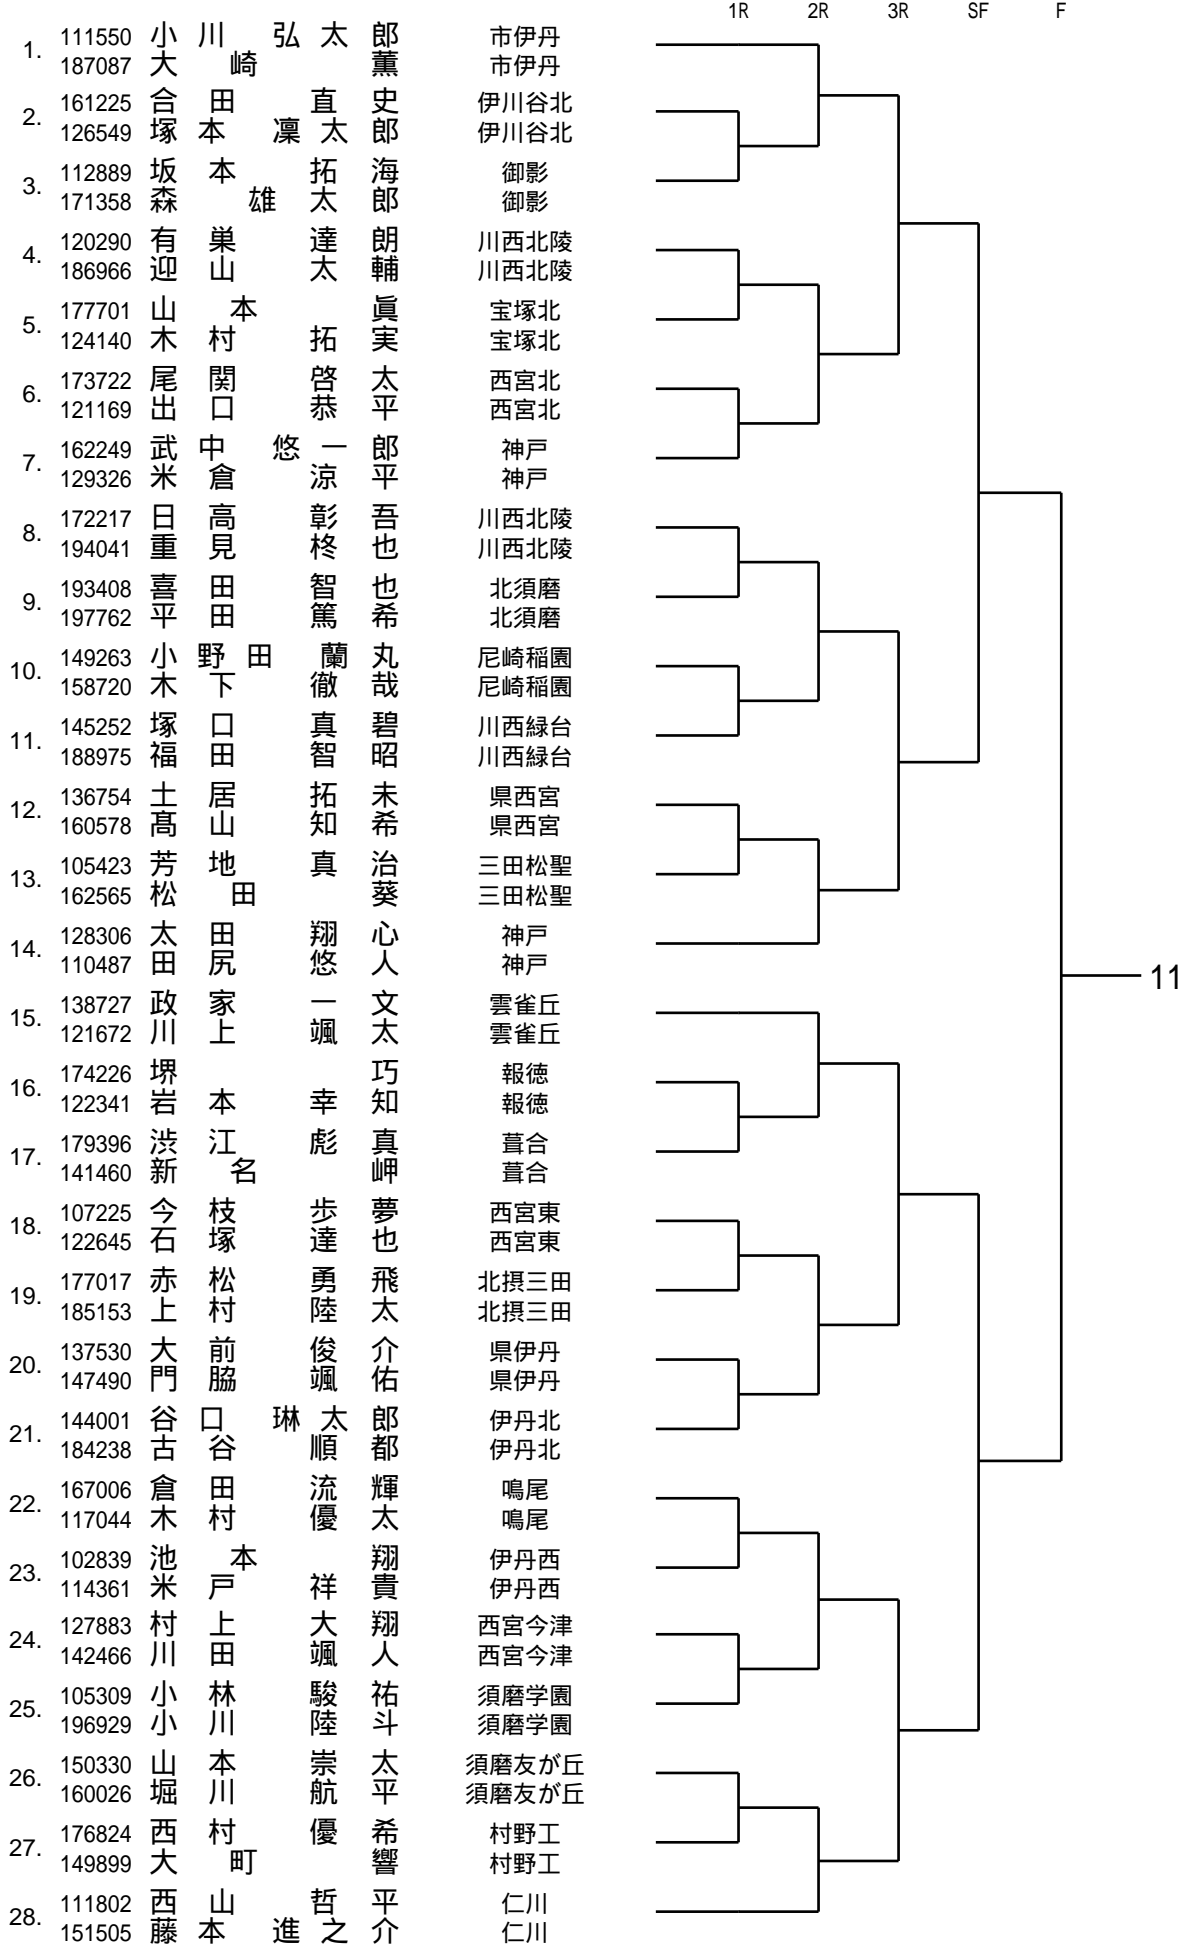 1R 2R 3R SF F
1. 111550 小川 弘太郎 市伊丹
187087 大崎 薫 市伊丹
2. 161225 合田 直史 伊川谷北
126549 塚本 凜太郎 伊川谷北
3. 112889 坂本 拓海 御影
171358 森 雄太郎 御影
4. 120290 有巣 達朗 川西北陵
186966 迎山 太輔 川西北陵
5. 177701 山本 眞 宝塚北
124140 木村 拓実 宝塚北
6. 173722 尾関 啓太 西宮北
121169 出口 恭平 西宮北
7. 162249 武中 悠一郎 神戸
129326 米倉 涼平 神戸
8. 172217 日高 彰吾 川西北陵
194041 重見 柊也 川西北陵
9. 193408 喜田 智也 北須磨
197762 平田 篤希 北須磨
10. 149263 小野田 蘭丸 尼崎稲園
158720 木下 徹哉 尼崎稲園
11. 145252 塚口 真碧 川西緑台
188975 福田 智昭 川西緑台
12. 136754 土居 拓未 県西宮
160578 髙山 知希 県西宮
13. 105423 芳地 真治 三田松聖
162565 松田 葵 三田松聖
14. 128306 太田 翔心 神戸
110487 田尻 悠人 神戸
11
15. 138727 政家 一文 雲雀丘
121672 川上 颯太 雲雀丘
16. 174226 堺 巧 報徳
122341 岩本 幸知 報徳
17. 179396 渋江 彪真 葺合
141460 新名 岬 葺合
18. 107225 今枝 歩夢 西宮東
122645 石塚 達也 西宮東
19. 177017 赤松 勇飛 北摂三田
185153 上村 陸太 北摂三田
20. 137530 大前 俊介 県伊丹
147490 門脇 颯佑 県伊丹
21. 144001 谷口 琳太郎 伊丹北
184238 古谷 順都 伊丹北
22. 167006 倉田 流輝 鳴尾
117044 木村 優太 鳴尾
23. 102839 池本 翔 伊丹西
114361 米戸 祥貴 伊丹西
24. 127883 村上 大翔 西宮今津
142466 川田 颯人 西宮今津
25. 105309 小林 駿祐 須磨学園
196929 小川 陸斗 須磨学園
26. 150330 山本 崇太 須磨友が丘
160026 堀川 航平 須磨友が丘
27. 176824 西村 優希 村野工
149899 大町 響 村野工
28. 111802 西山 哲平 仁川
151505 藤本 進之介 仁川